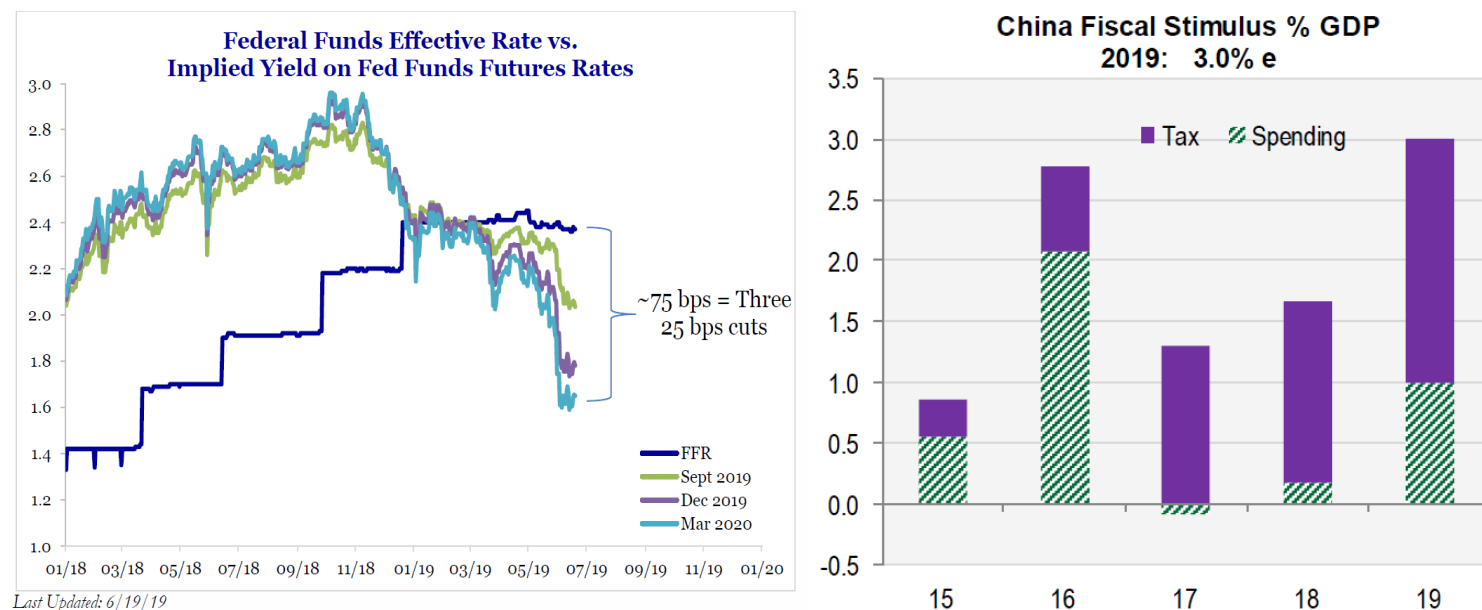 Federal Funds Effective Rate vs.
Implied Yield on Fed Funds Futures Rates
3.0
2.8
2.6
2.4
2.2
2.0
1.8
1.6
1.4
1.2
1.0
~75 bps = Three
25 bps cuts
FFR
Sept 2019
Dec 2019
Mar 2020
01/18 03/18 05/18 07/18 09/18 11/18 01/19 03/19 05/19 07/19 09/19 11/19 01/20
Last Updated: 6/19/19
China Fiscal Stimulus % GDP
2019: 3.0% e
3.5
3.0
2.5
2.0
1.5
1.0
0.5
0.0
-0.5
Tax Spending
15 16 17 18 19